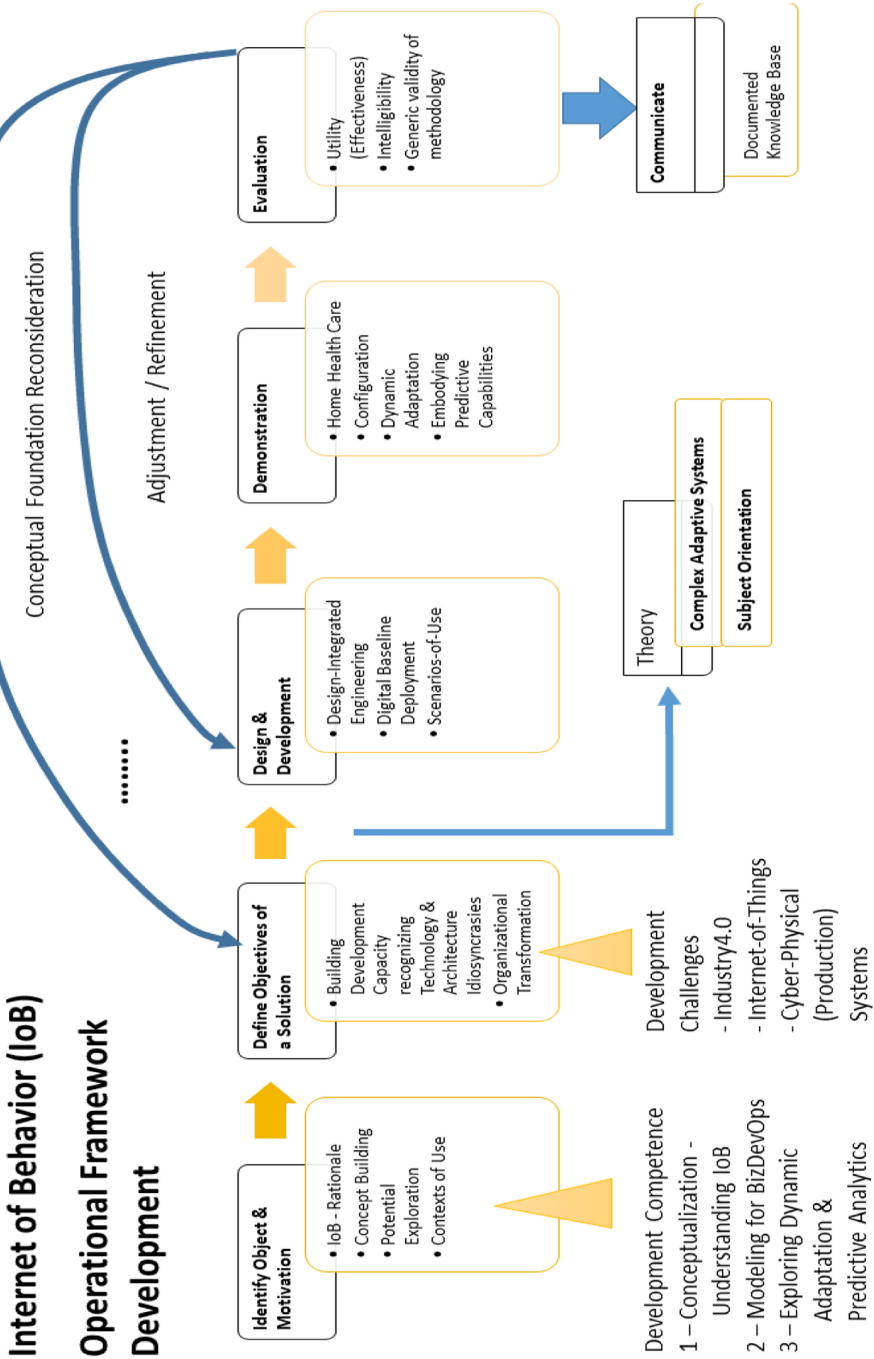 Internet of Behavior (IoB)
Operational Framework
Development
Conceptual Foundation Reconsideration
Adjustment / Refinement
........
Identify Object &
Motivation
• IoB - Rationale
• Concept Building
• Potential
Exploration
• Contexts of Use
Define Objectives of
a Solution
• Building
Development
Capacity
recognizing
Technology &
Architecture
Idiosyncrasies
• Organizational
Transformation
Design &
Development
• Design-Integrated
Engineering
• Digital Baseline
Deployment
• Scenarios-of-Use
Demonstration
• Home Health Care
• Configuration
• Dynamic
Adaptation
• Embodying
Predictive
Capabilities
Evaluation
• Utility
(Effectiveness)
• Intelligibility
• Generic validity of
methodology
Development Competence
1 – Conceptualization -
Understanding IoB
2 – Modeling for BizDevOps
3 – Exploring Dynamic
Adaptation &
Predictive Analytics
Development
Challenges
- Industry4.0
- Internet-of-Things
- Cyber-Physical
(Production)
Systems
Theory
Complex Adaptive Systems
Subject Orientation
Communicate
Documented
Knowledge Base